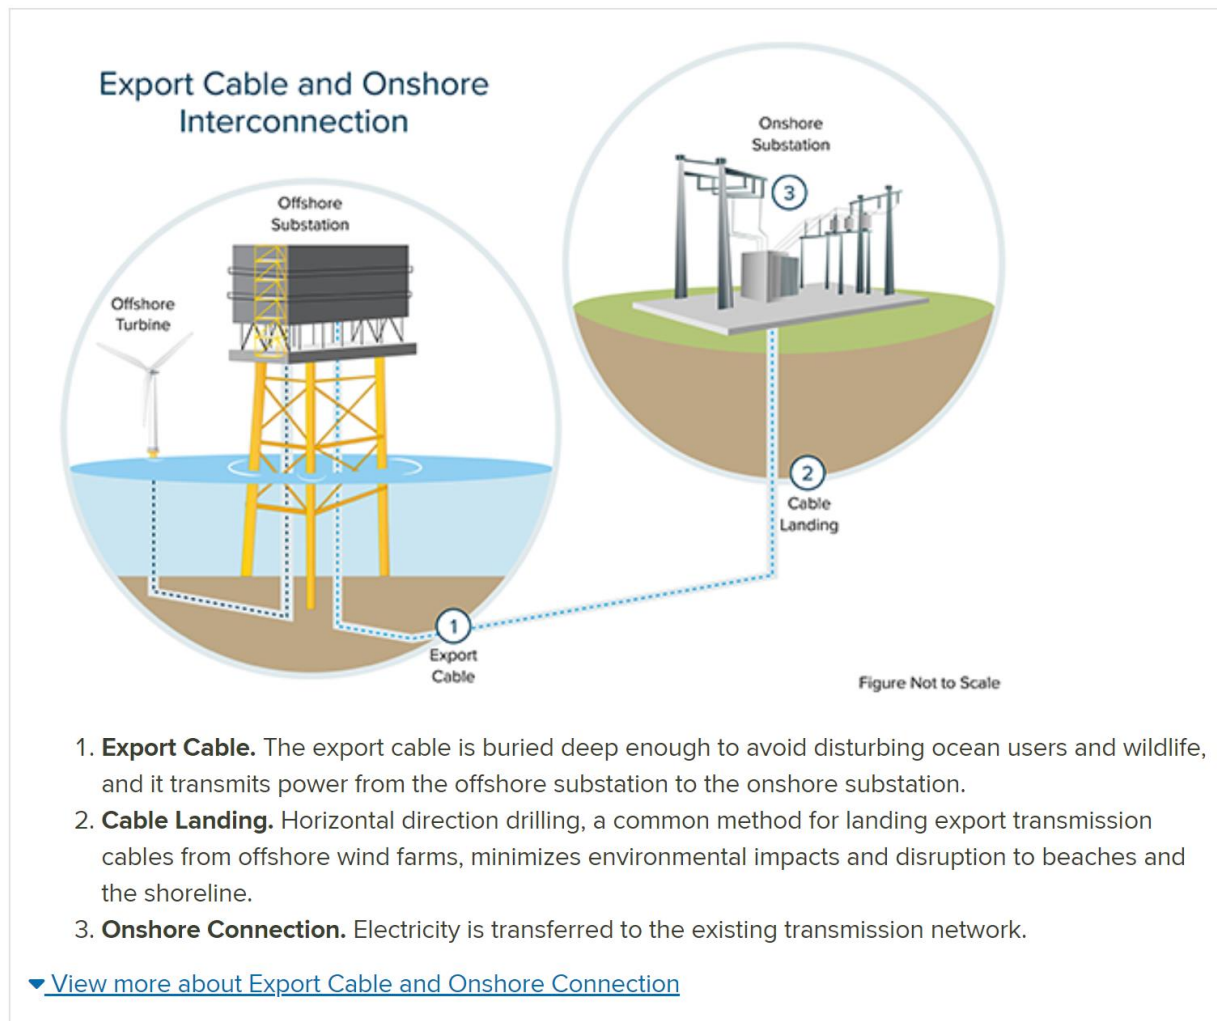 Export Cable and Onshore
Interconnection
Offshore
Substation
Offshore
Turbine
Onshore
Substation
3
2
Cable
Landing
1
Export
Cable
Figure Not to Scale
1. Export Cable. The export cable is buried deep enough to avoid disturbing ocean users and wildlife,
and it transmits power from the offshore substation to the onshore substation.
2. Cable Landing. Horizontal direction drilling, a common method for landing export transmission
cables from offshore wind farms, minimizes environmental impacts and disruption to beaches and
the shoreline.
3. Onshore Connection. Electricity is transferred to the existing transmission network.
View more about Export Cable and Onshore Connection